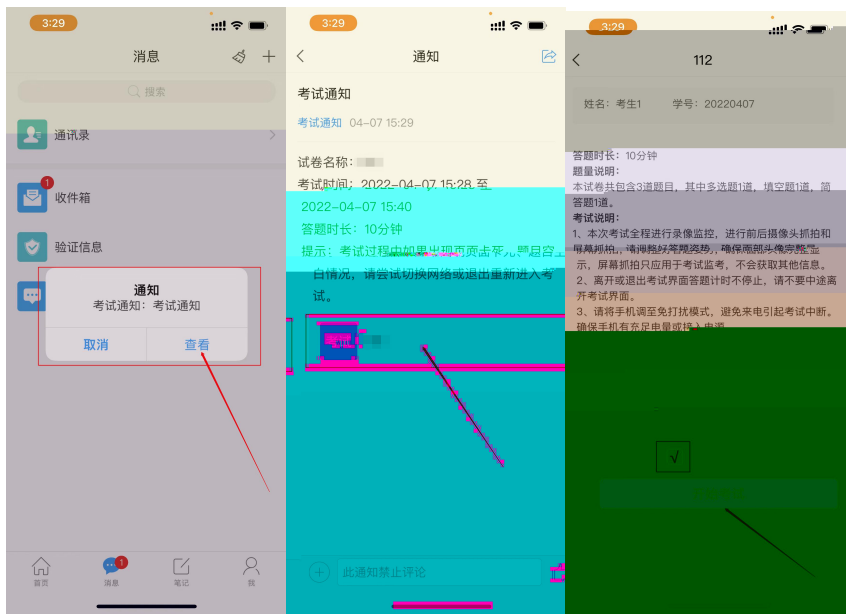 3:29
消息
搜索
通讯录
1
收件箱
验证信息
通知
考试通知：考试通知
取消
查看
1
首页
消息
笔记
我
3:29
通知
考试通知
考试通知 04-07 15:29
试卷名称：
考试时间：2022-04-07 15:28 至
2022-04-07 15:40
答题时长：10分钟
提示：考试过程中如果出现页面卡死、题目空
白情况，请尝试切换网络或退出重新进入考
试。
考试
此通知禁止评论
3:29
112
姓名：考生1 学号：20220407
答题时长：10分钟
题量说明：
本试卷共包含3道题目，其中多选题1道，填空题1道，简
答题1道。
考试说明：
1、本次考试全程进行录像监控，进行前后摄像头抓拍和
屏幕抓拍，请调整好答题姿势，确保面部头像完整显
示，屏幕抓拍只应用于考试监考，不会获取其他信息。
2、离开或退出考试界面答题计时不停止，请不要中途离
开考试界面。
3、请将手机调至免打扰模式，避免来电引起考试中断。
确保手机有充足电量或接入电源
√